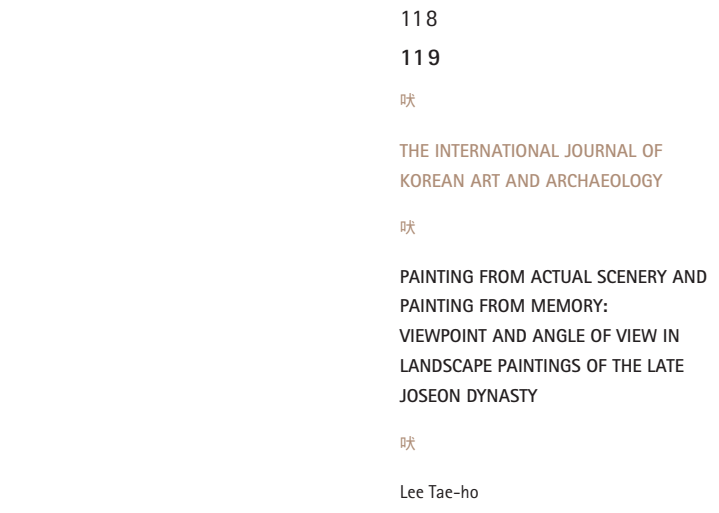 118
119
吠
THE INTERNATIONAL JOURNAL OF
KOREAN ART AND ARCHAEOLOGY
吠
PAINTING FROM ACTUAL SCENERY AND
PAINTING FROM MEMORY:
VIEWPOINT AND ANGLE OF VIEW IN
LANDSCAPE PAINTINGS OF THE LATE
JOSEON DYNASTY
吠
Lee Tae-ho